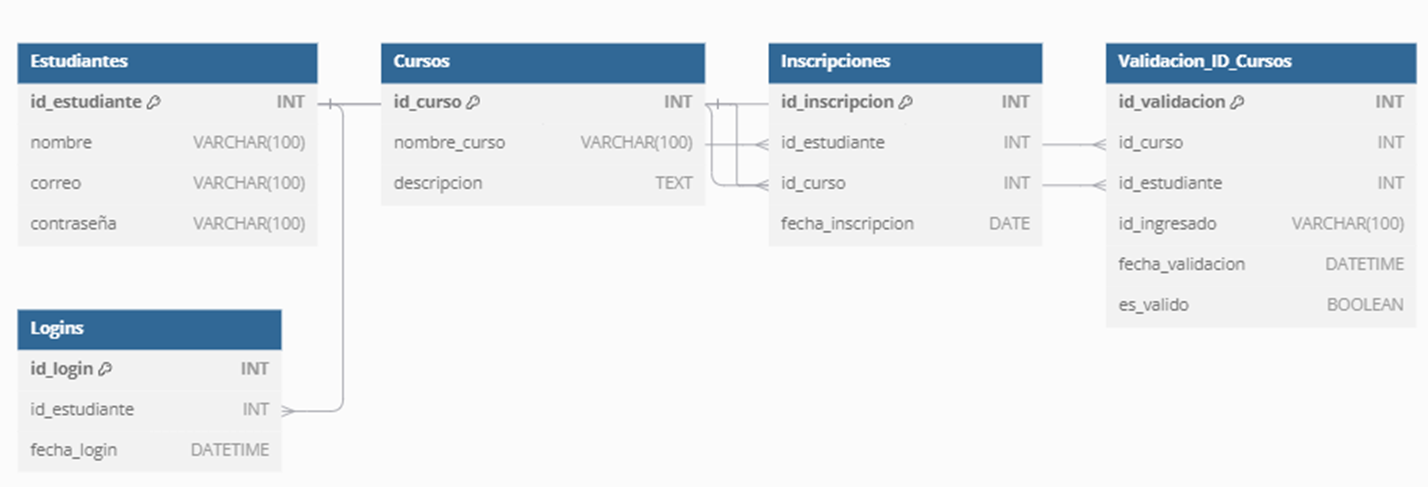 Estudiantes
id_estudiante INT
nombre VARCHAR(100)
correo VARCHAR(100)
contraseña VARCHAR(100)
Cursos
id_curso INT
nombre_curso VARCHAR(100)
descripcion TEXT
Inscripciones
id_inscripcion INT
id_estudiante INT
id_curso INT
fecha_inscripcion DATE
Validacion_ID_Cursos
id_validacion INT
id_curso INT
id_estudiante INT
id_ingresado VARCHAR(100)
fecha_validacion DATETIME
es_valido BOOLEAN
Logins
id_login INT
id_estudiante INT
fecha_login DATETIME